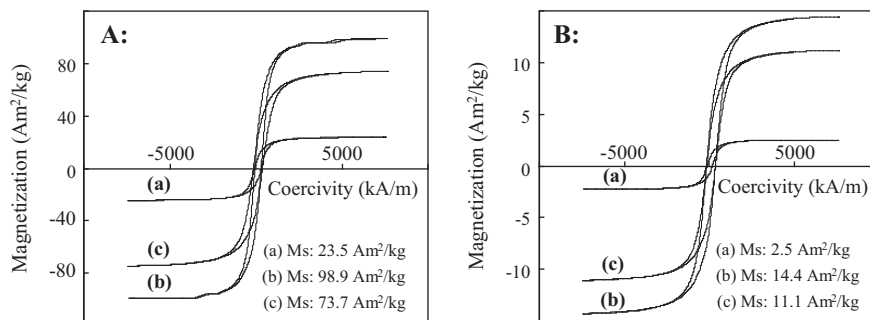 A:
Magnetization (Am²/kg)
80
40
0
-40
-80
-5000
5000
Coercivity (kA/m)
(a)
(c)
(b)
(a) Ms: 23.5 Am²/kg
(b) Ms: 98.9 Am²/kg
(c) Ms: 73.7 Am²/kg
B:
Magnetization (Am²/kg)
15
10
5
0
-5
-10
-5000
5000
Coercivity (kA/m)
(a)
(c)
(b)
(a) Ms: 2.5 Am²/kg
(b) Ms: 14.4 Am²/kg
(c) Ms: 11.1 Am²/kg